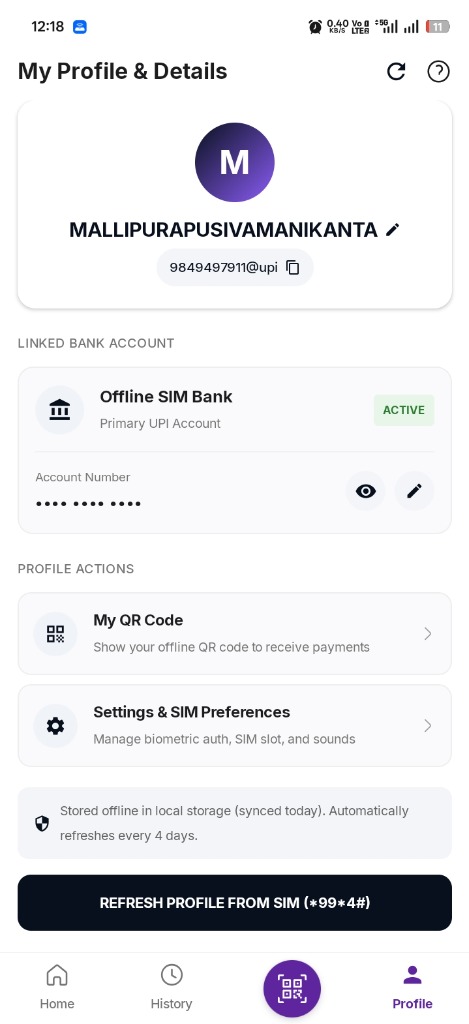 12:18
0.40 KB/S Vo LTE 5G 11
My Profile & Details
M
MALLIPURAPUSIVAMANIKANTA
9849497911@upi
LINKED BANK ACCOUNT
Offline SIM Bank
Primary UPI Account
ACTIVE
Account Number
•••• •••• ••••
PROFILE ACTIONS
My QR Code
Show your offline QR code to receive payments
Settings & SIM Preferences
Manage biometric auth, SIM slot, and sounds
Stored offline in local storage (synced today). Automatically
refreshes every 4 days.
REFRESH PROFILE FROM SIM (*99*4#)
Home
History
Profile